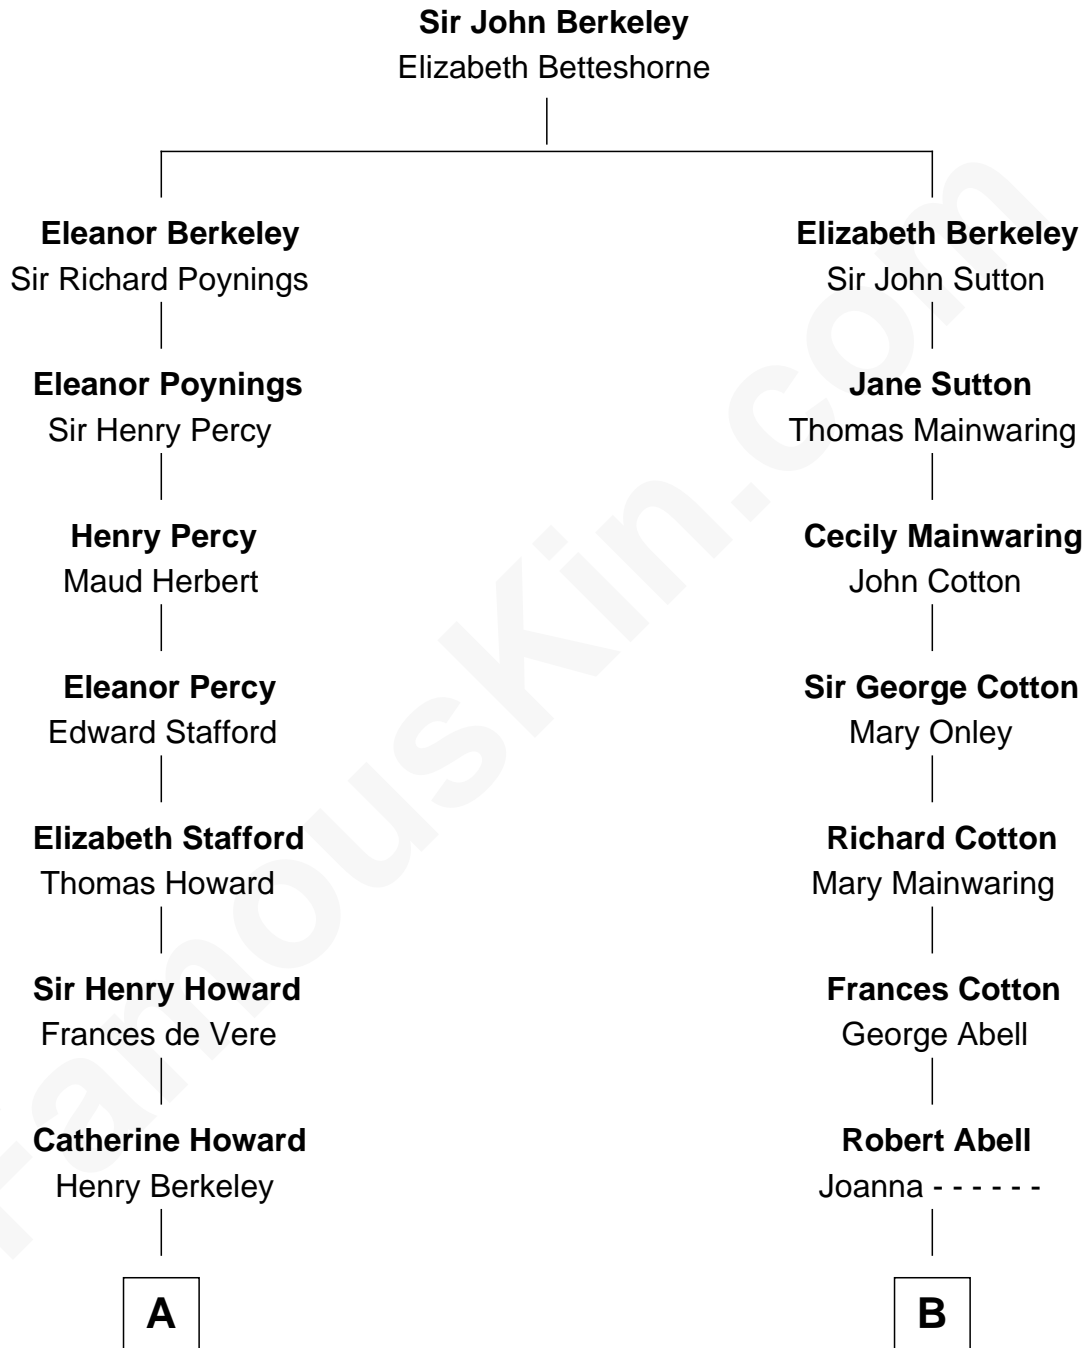 Sir John Berkeley
Elizabeth Betteshorne
Eleanor Berkeley
Sir Richard Poynings
Elizabeth Berkeley
Sir John Sutton
Eleanor Poynings
Sir Henry Percy
Jane Sutton
Thomas Mainwaring
Henry Percy
Maud Herbert
Cecily Mainwaring
John Cotton
Eleanor Percy
Edward Stafford
Sir George Cotton
Mary Onley
Elizabeth Stafford
Thomas Howard
Richard Cotton
Mary Mainwaring
Sir Henry Howard
Frances de Vere
Frances Cotton
George Abell
Catherine Howard
Henry Berkeley
Robert Abell
Joanna - - - - - -
A
B
FamousKin.com